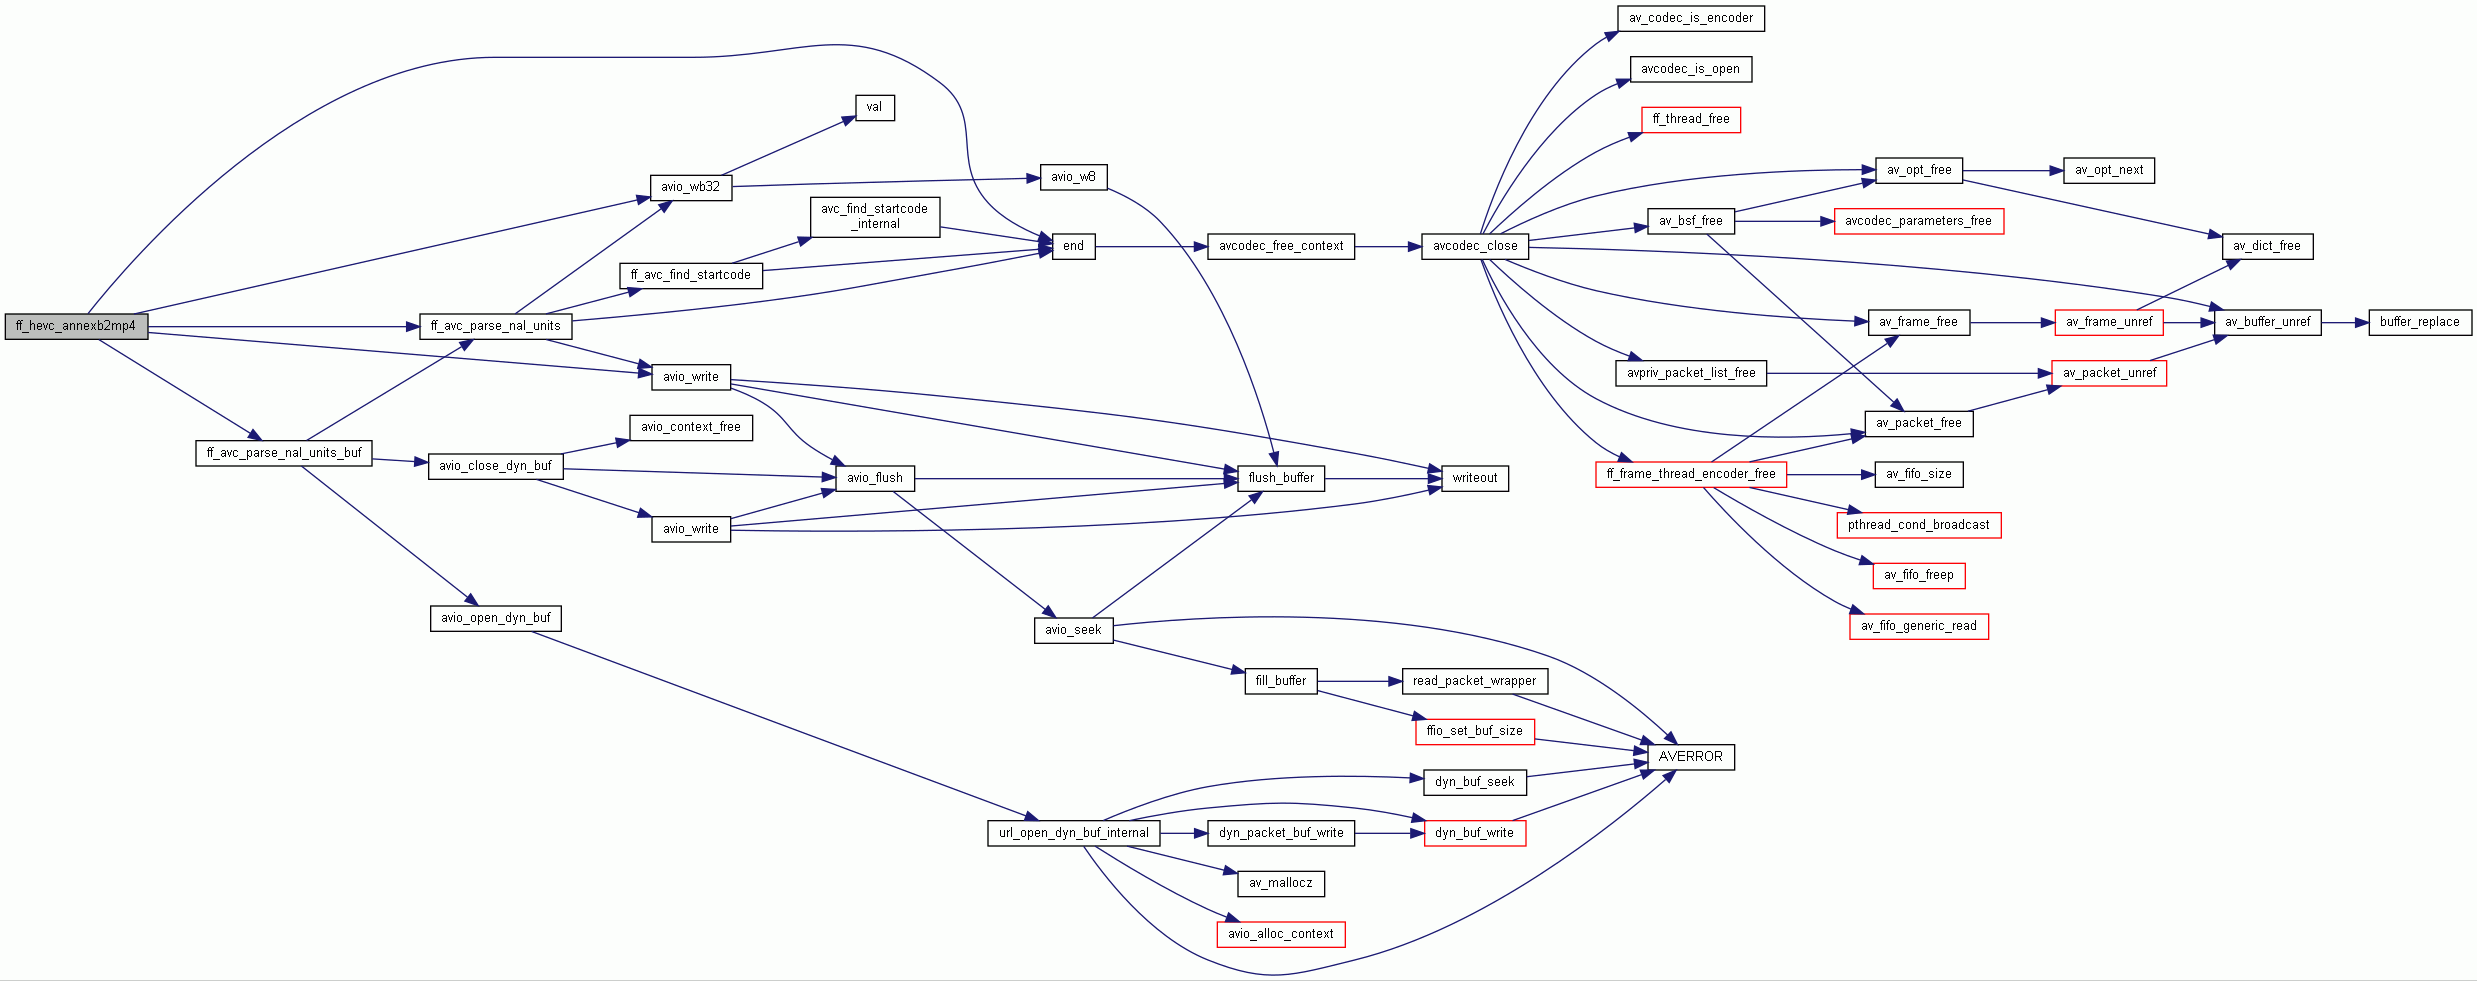 av_codec_is_encoder
avcodec_is_open
val
ff_thread_free
av_opt_free
av_opt_next
avio_w8
avio_wb32
avc_find_startcode
_internal
av_bsf_free
avcodec_parameters_free
end
avcodec_free_context
avcodec_close
av_dict_free
ff_avc_find_startcode
ff_hevc_annexb2mp4
ff_avc_parse_nal_units
av_frame_free
av_frame_unref
av_buffer_unref
buffer_replace
avio_write
avpriv_packet_list_free
av_packet_unref
avio_context_free
av_packet_free
ff_avc_parse_nal_units_buf
avio_close_dyn_buf
avio_flush
flush_buffer
writeout
ff_frame_thread_encoder_free
av_fifo_size
avio_write
pthread_cond_broadcast
av_fifo_freep
avio_open_dyn_buf
avio_seek
av_fifo_generic_read
fill_buffer
read_packet_wrapper
ffio_set_buf_size
AVERROR
dyn_buf_seek
url_open_dyn_buf_internal
dyn_packet_buf_write
dyn_buf_write
av_mallocz
avio_alloc_context